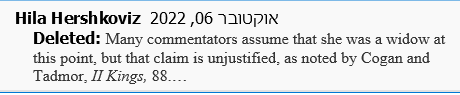 Hila Hershkoviz אוקטובר 06, 2022
Deleted: Many commentators assume that she was a widow at
this point, but that claim is unjustified, as noted by Cogan and
Tadmor, II Kings, 88.…